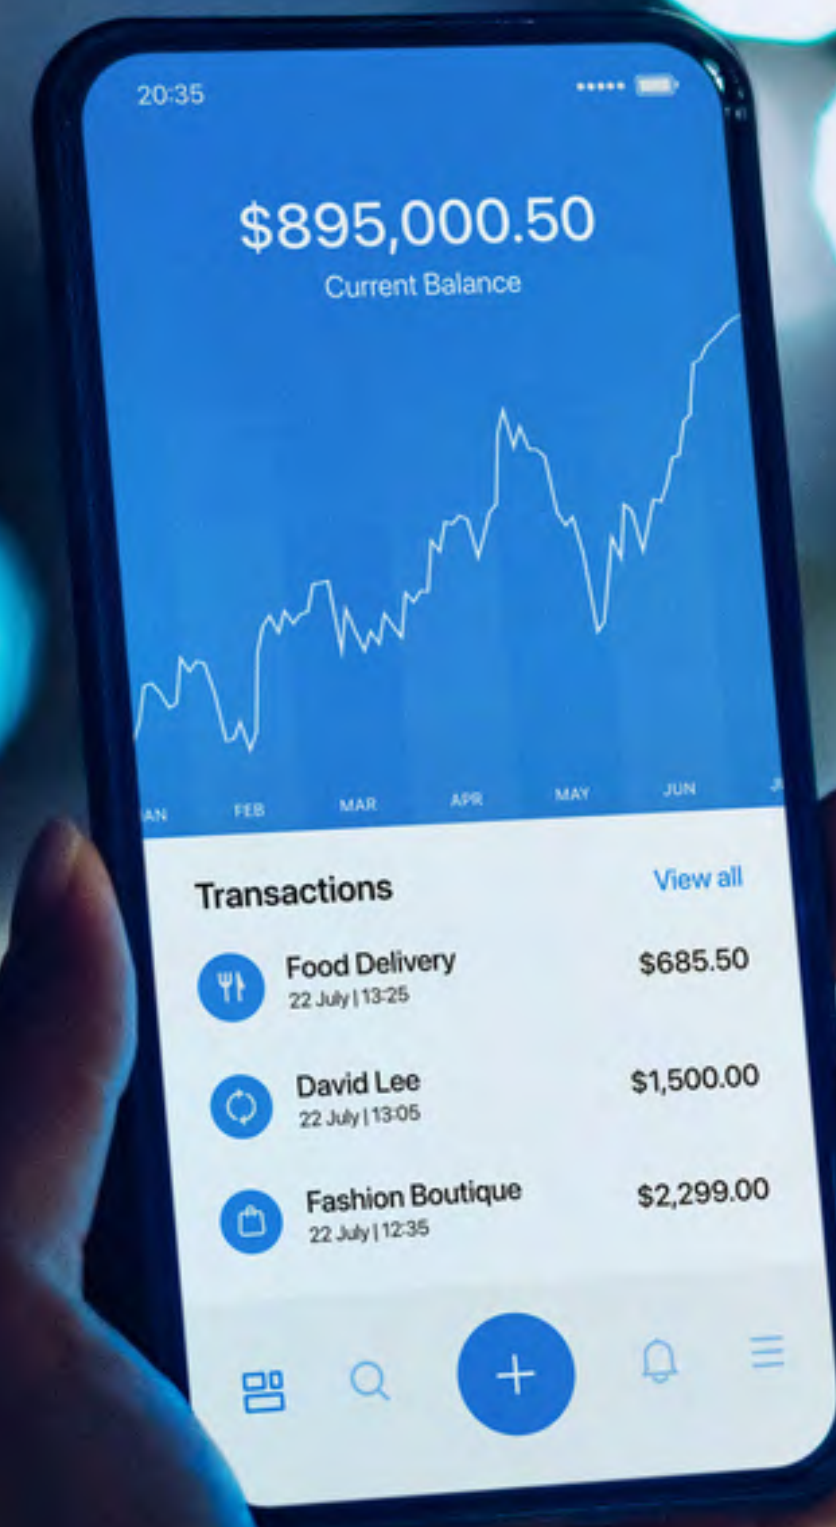 20:35
$895,000.50
Current Balance
AN FEB MAR APR MAY JUN
Transactions View all
Food Delivery $685.50
22 July | 13:25
David Lee $1,500.00
22 July | 13:05
Fashion Boutique $2,299.00
22 July | 12:35